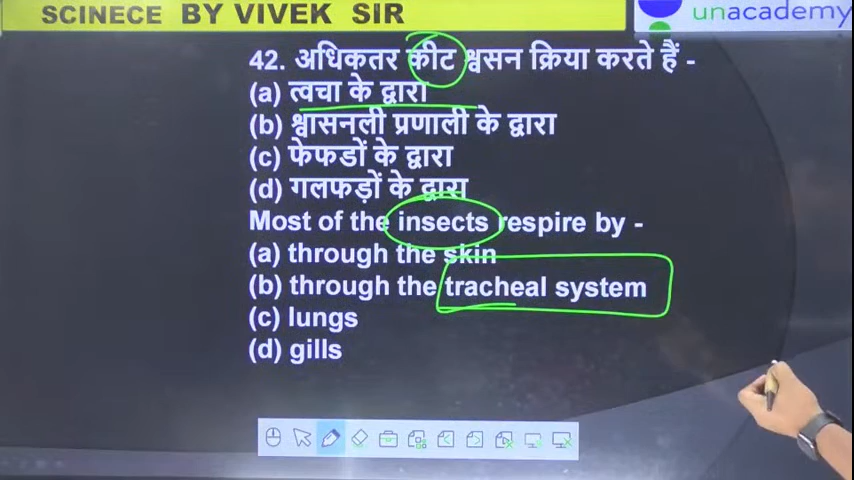 SCINECE BY VIVEK SIR
unacademy
42. अधिकतर कीट श्वसन क्रिया करते हैं -
(a) त्वचा के द्वारा
(b) श्वासनली प्रणाली के द्वारा
(c) फेफडों के द्वारा
(d) गलफड़ों के द्वारा
Most of the insects respire by -
(a) through the skin
(b) through the tracheal system
(c) lungs
(d) gills